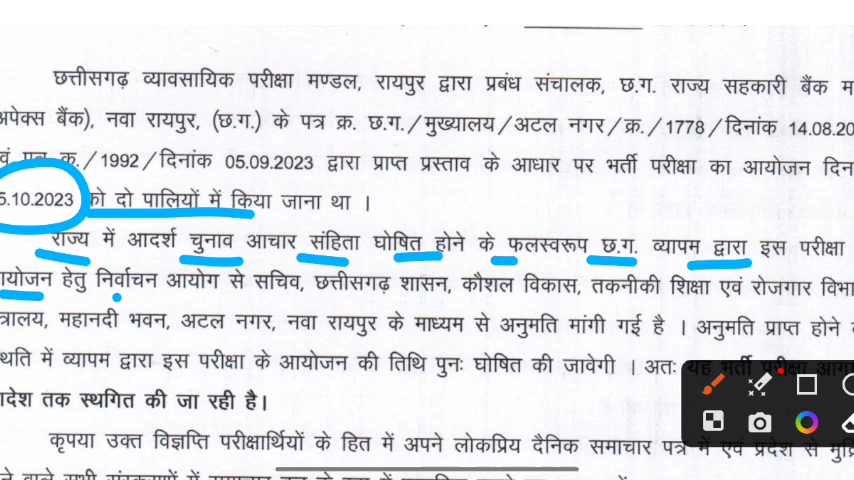 छत्तीसगढ़ व्यावसायिक परीक्षा मण्डल, रायपुर द्वारा प्रबंध संचालक, छ.ग. राज्य सहकारी बैंक
अपेक्स बैंक), नवा रायपुर, (छ.ग.) के पत्र क्र. छ.ग./मुख्यालय/अटल नगर/क्र./1778/दिनांक 14.08.20
क्र./1992/दिनांक 05.09.2023 द्वारा प्राप्त प्रस्ताव के आधार पर भर्ती परीक्षा का आयोजन
5.10.2023 को दो पालियों में किया जाना था ।
राज्य में आदर्श चुनाव आचार संहिता घोषित होने के फलस्वरूप छ.ग. व्यापम द्वारा इस परीक्षा
योजन हेतु निर्वाचन आयोग से सचिव, छत्तीसगढ़ शासन, कौशल विकास, तकनीकी शिक्षा एवं रोजगार विभा
त्रालय, महानदी भवन, अटल नगर, नवा रायपुर के माध्यम से अनुमति मांगी गई है । अनुमति प्राप्त होने
थति में व्यापम द्वारा इस परीक्षा के आयोजन की तिथि पुनः घोषित की जावेगी । अतः यह भर्ती परीक्षा
देश तक स्थगित की जा रही है।
कृपया उक्त विज्ञप्ति परीक्षार्थियों के हित में अपने लोकप्रिय दैनिक समाचार पत्र में एवं प्रदेश से